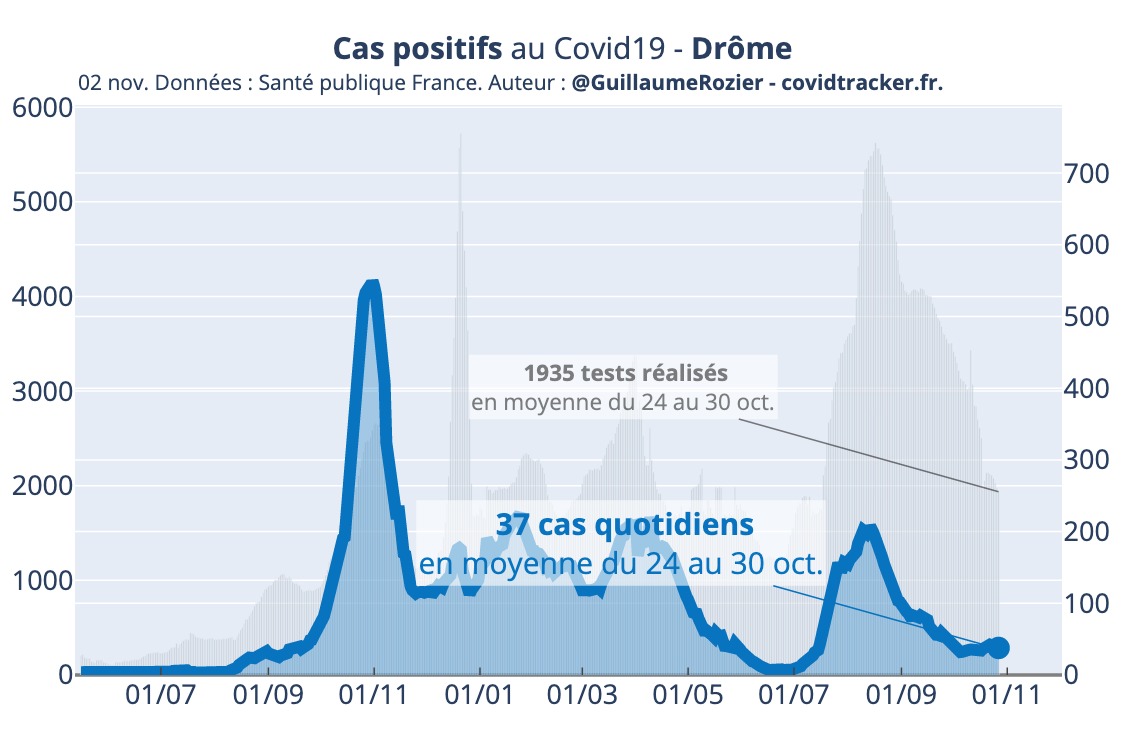 Cas positifs au Covid19 - Drôme
02 nov. Données : Santé publique France. Auteur : @GuillaumeRozier - covidtracker.fr.
6000
5000
4000
3000
2000
1000
0
700
600
500
400
300
200
100
0
1935 tests réalisés
en moyenne du 24 au 30 oct.
37 cas quotidiens
en moyenne du 24 au 30 oct.
01/07 01/09 01/11 01/01 01/03 01/05 01/07 01/09 01/11